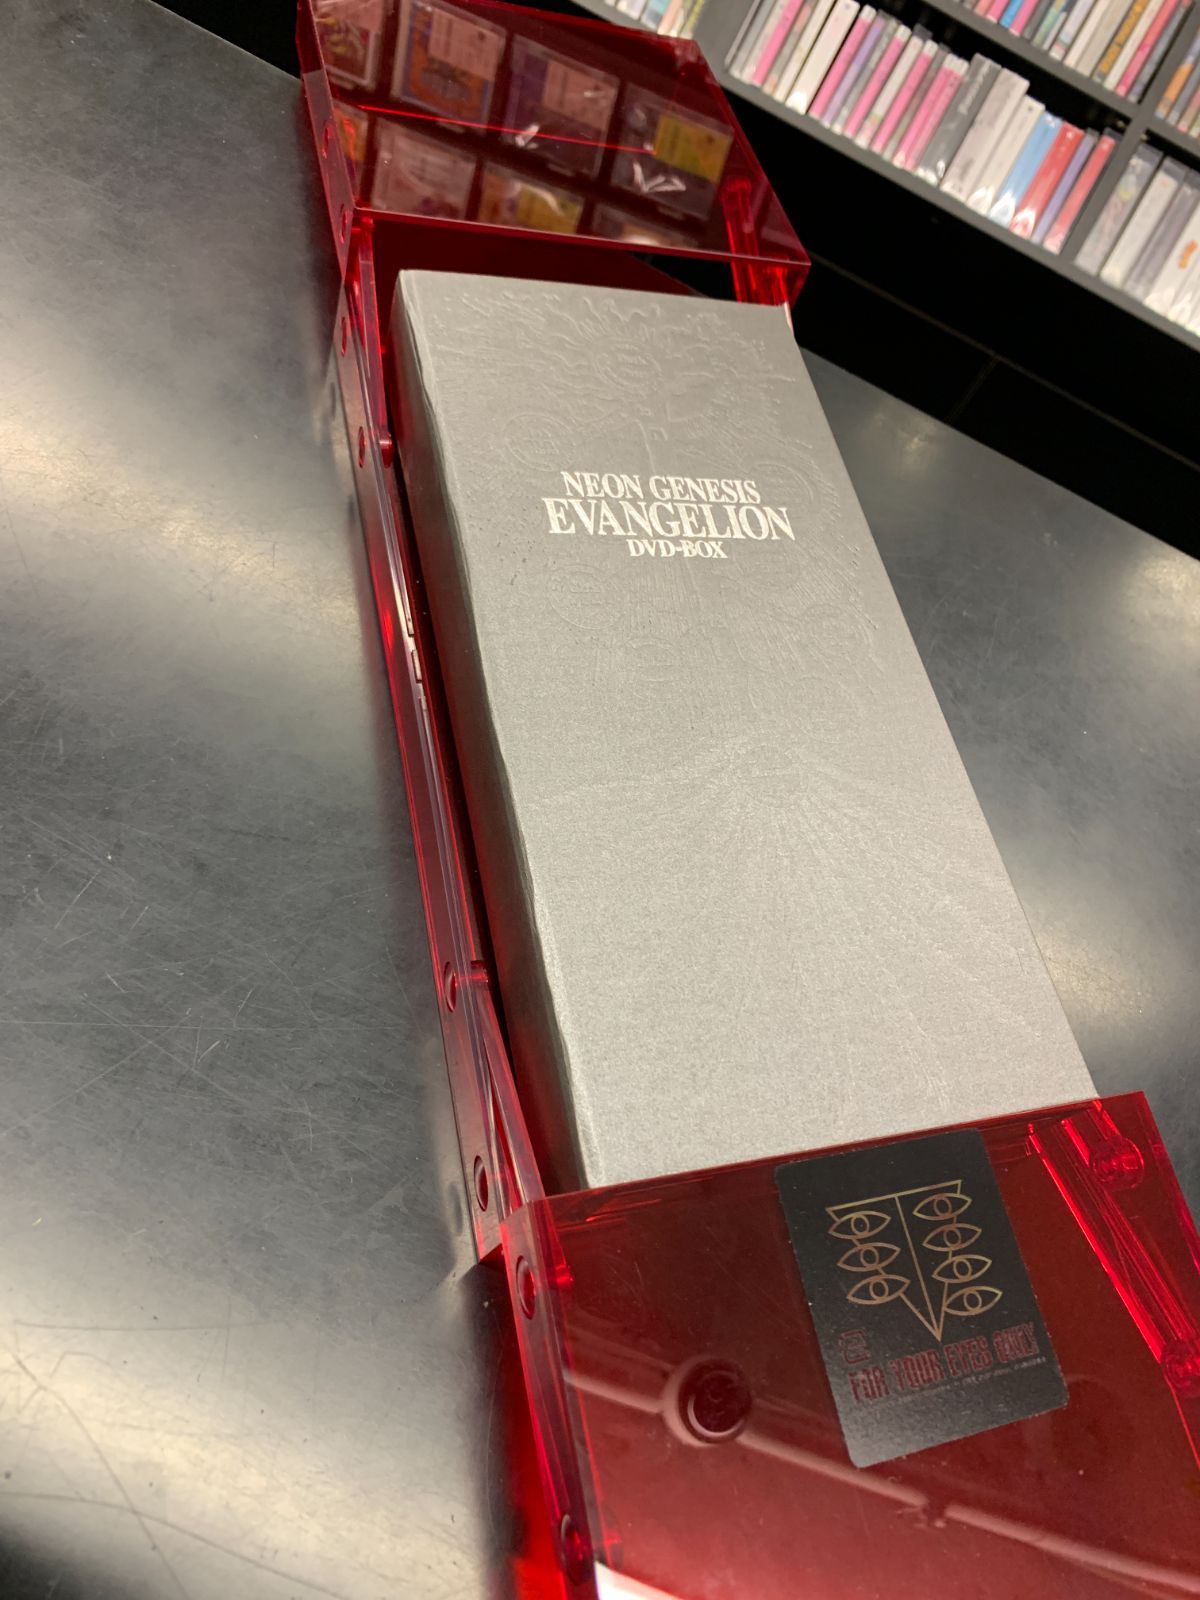 NEON GENESIS
EVANGELION
DVD-BOX
FOR YOUR EYES ONLY